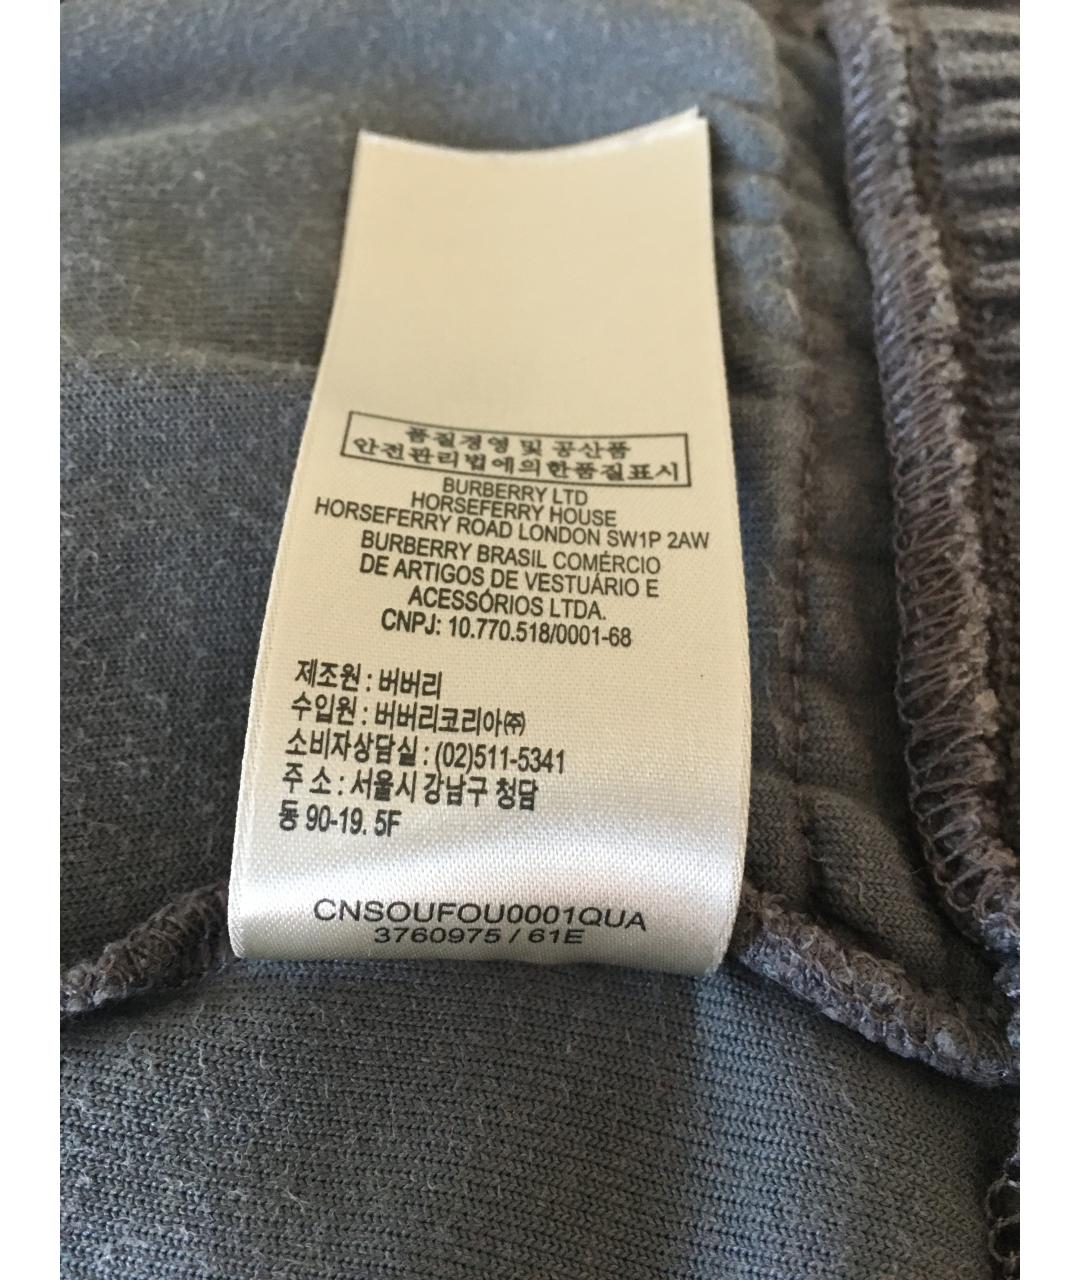 품질경영 및 공산품
안전관리법에의한품질표시
BURBERRY LTD
HORSEFERRY HOUSE
HORSEFERRY ROAD LONDON SW1P 2AW
BURBERRY BRASIL COMÉRCIO
DE ARTIGOS DE VESTUÁRIO E
ACESSÓRIOS LTDA.
CNPJ: 10.770.518/0001-68
제조원 : 버버리
수입원 : 버버리코리아㈜
소비자상담실 : (02)511-5341
주 소 : 서울시 강남구 청담
동 90-19. 5F
CNSOUFOU0001QUA
3760975 / 61E